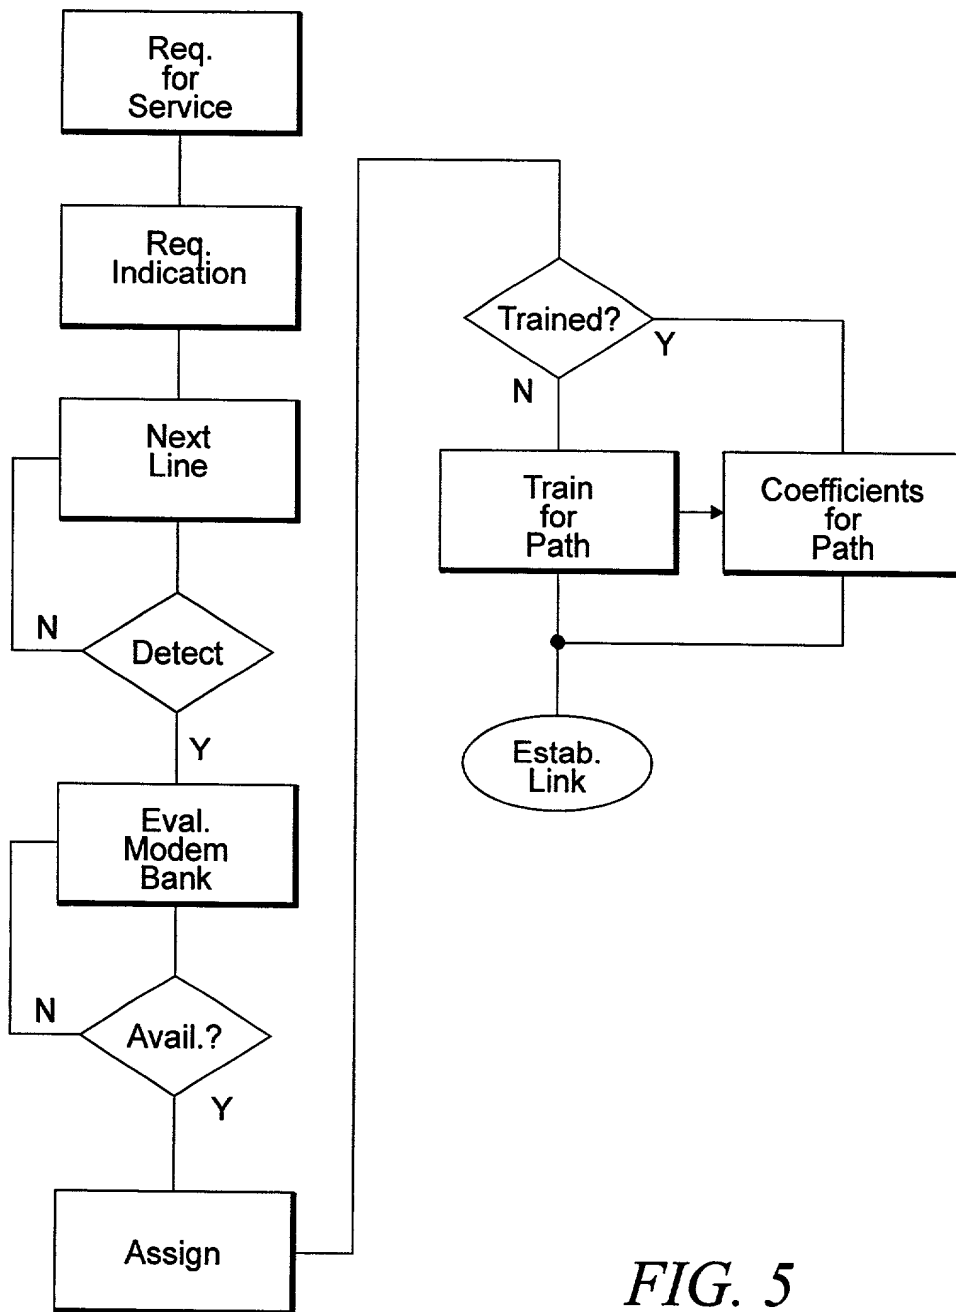 Req.
for
Service
Req.
Indication
Next
Line
N
Detect
Y
Eval.
Modem
Bank
N
Avail.?
Y
Assign
Trained?
Y
N
Train
for
Path
Coefficients
for
Path
Estab.
Link
FIG. 5